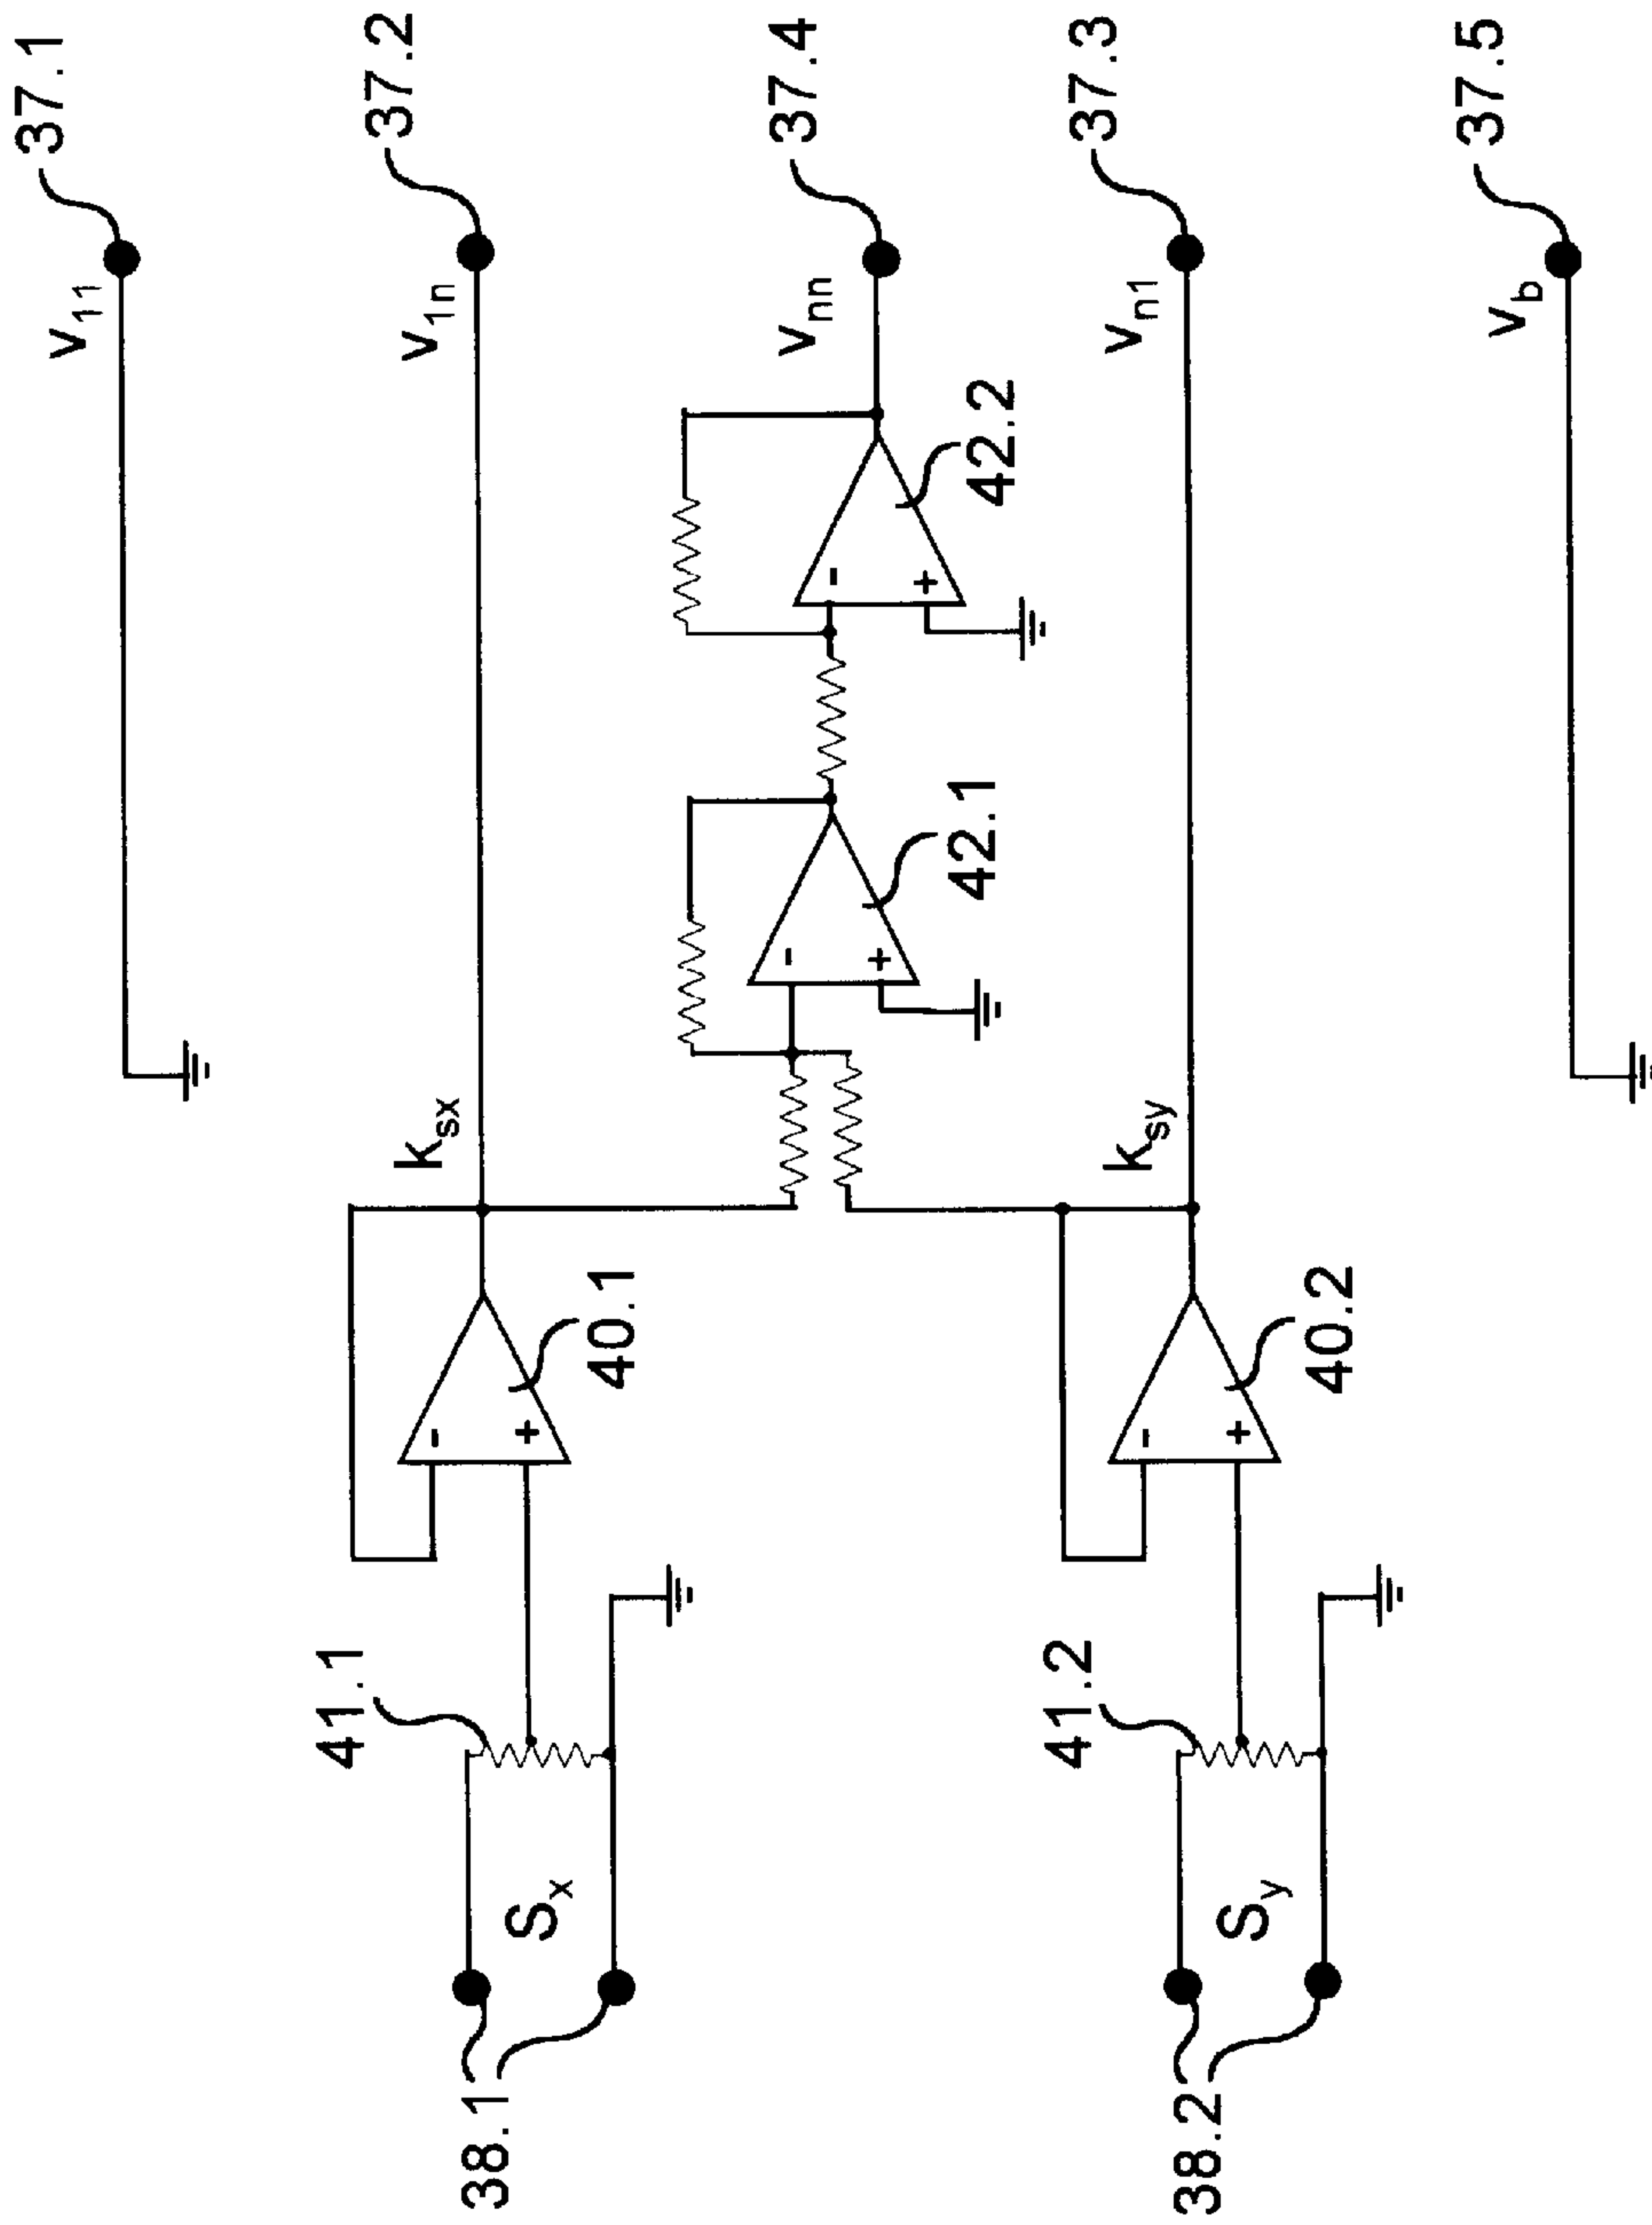 37.1
v11
37.2
v1n
ksx
40.1
-
+
41.1
Sx
38.1
37.4
vnn
42.2
-
+
42.1
-
+
37.3
vn1
ksy
40.2
-
+
41.2
Sy
38.2
37.5
vb